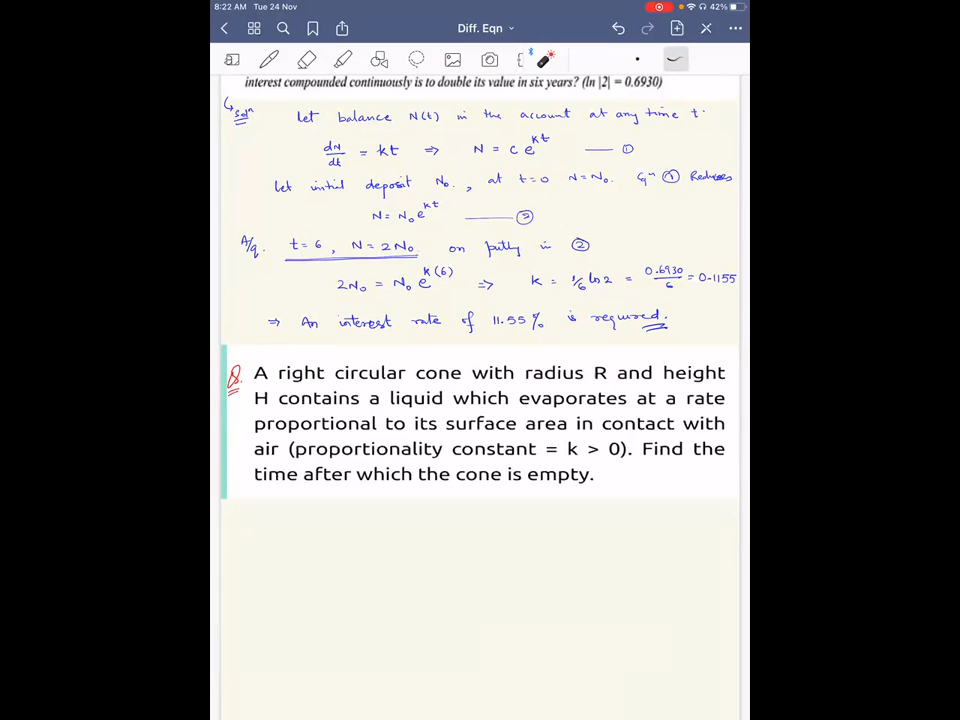 8:22 AM Tue 24 Nov
42%
Diff. Eqn
interest compounded continuously is to double its value in six years? (ln |2| = 0.6930)
Solⁿ Let balance N(t) in the account at any time t.
dN/dt = kt ⇒ N = c e^kt —— ①
Let initial deposit N₀, at t=0 N=N₀. Eqⁿ ① Reduces
N = N₀ e^kt —— ②
A/q. t=6, N=2N₀ on putting in ②
2N₀ = N₀ e^k(6) ⇒ k = 1/6 ln 2 = 0.6930/6 = 0.1155
⇒ An interest rate of 11.55% is required.
Q. A right circular cone with radius R and height
H contains a liquid which evaporates at a rate
proportional to its surface area in contact with
air (proportionality constant = k > 0). Find the
time after which the cone is empty.